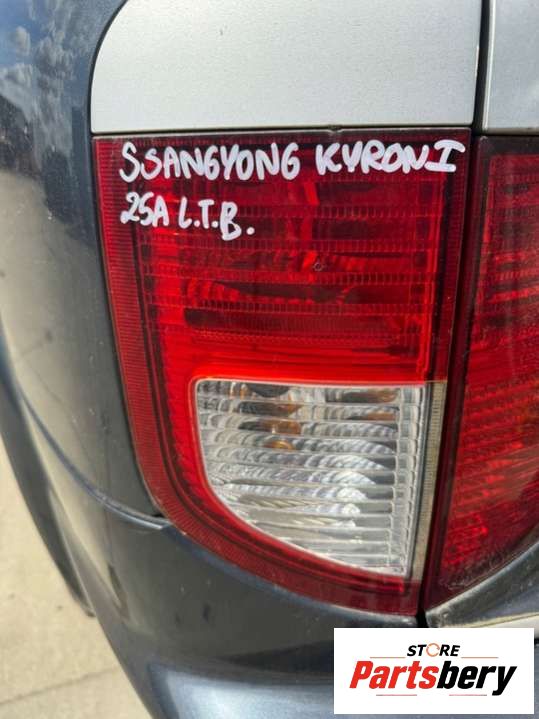 SSANGYONG KYRON I
25A L.T.B.
STORE
Partsbery